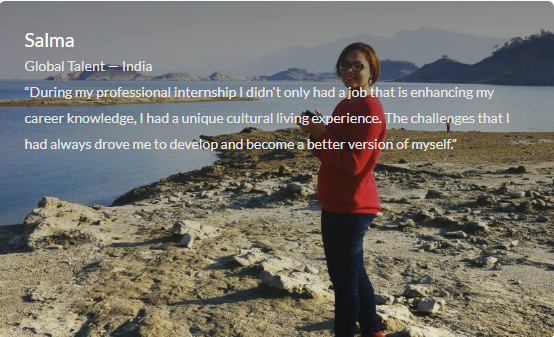 Salma
Global Talent — India
“During my professional internship I didn't only had a job that is enhancing my
career knowledge, I had a unique cultural living experience. The challenges that I
had always drove me to develop and become a better version of myself.”